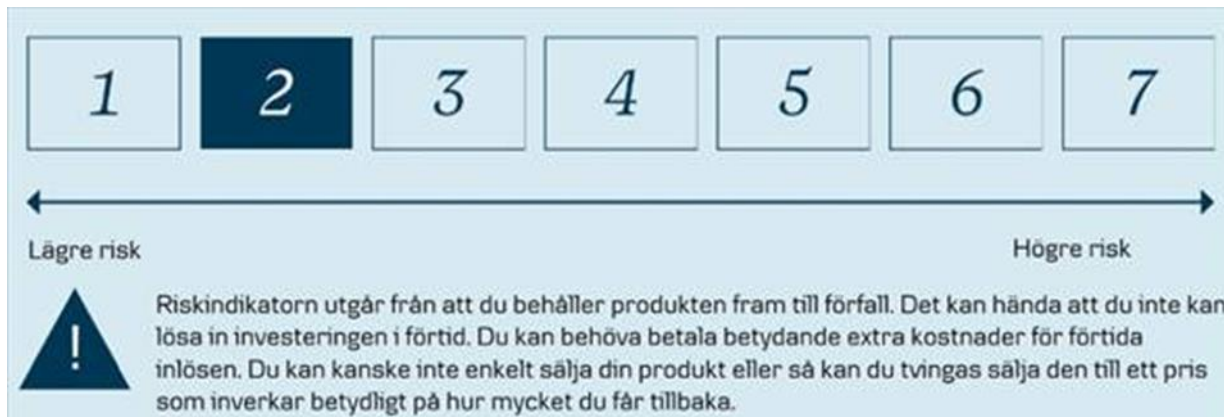 1 2 3 4 5 6 7
Lägre risk Högre risk
!
Riskindikatorn utgår från att du behåller produkten fram till förfall. Det kan hända att du inte kan
lösa in investeringen i förtid. Du kan behöva betala betydande extra kostnader för förtida
inlösen. Du kan kanske inte enkelt sälja din produkt eller så kan du tvingas sälja den till ett pris
som inverkar betydligt på hur mycket du får tillbaka.